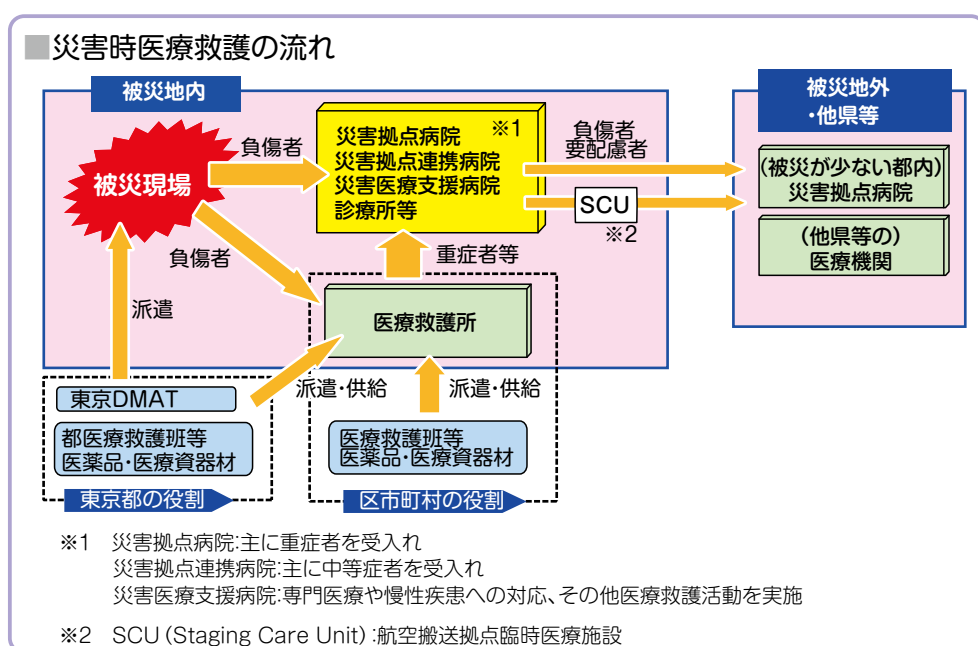 ■災害時医療救護の流れ
被災地内
被災現場
負傷者
災害拠点病院 ※1
災害拠点連携病院
災害医療支援病院
診療所等
負傷者
要配慮者
SCU
※2
被災地外
・他県等
(被災が少ない都内)
災害拠点病院
(他県等の)
医療機関
負傷者
重症者等
医療救護所
派遣
派遣・供給
派遣・供給
東京DMAT
都医療救護班等
医薬品・医療資器材
東京都の役割
医療救護班等
医薬品・医療資器材
区市町村の役割
※1 災害拠点病院:主に重症者を受入れ
災害拠点連携病院:主に中等症者を受入れ
災害医療支援病院:専門医療や慢性疾患への対応、その他医療救護活動を実施
※2 SCU(Staging Care Unit):航空搬送拠点臨時医療施設